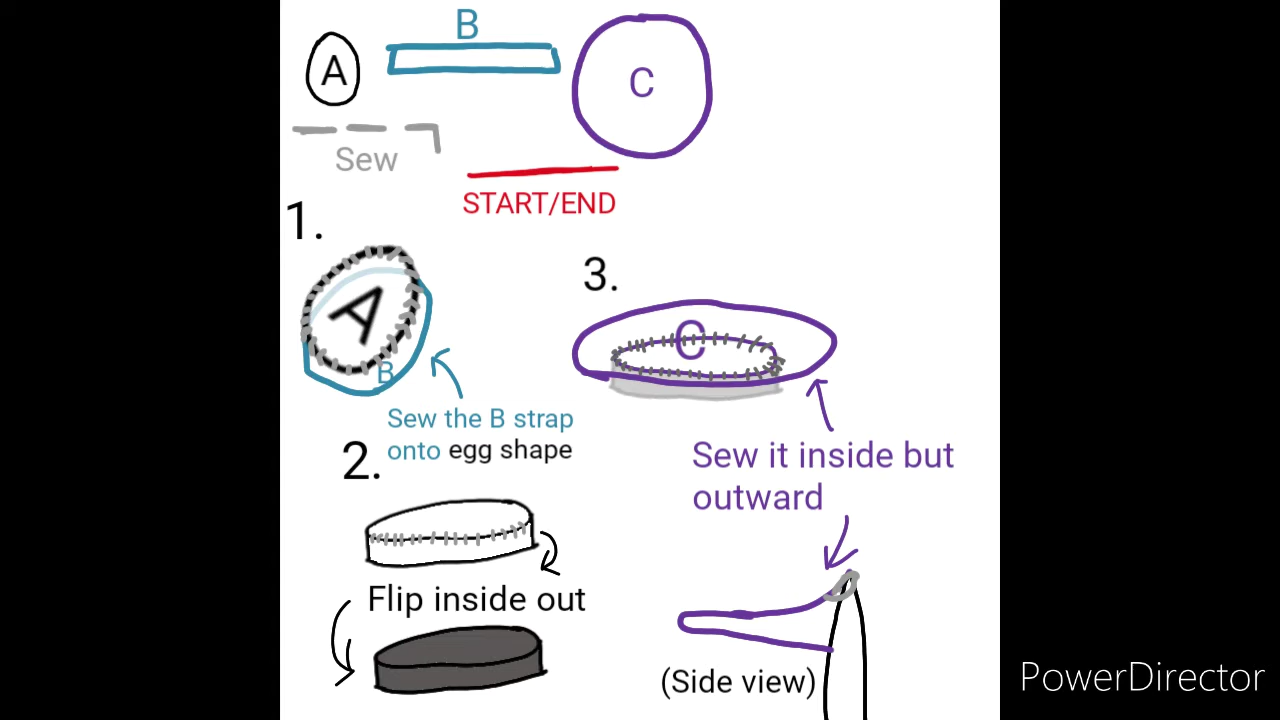 B
A
C
Sew
START/END
1.
A
B
Sew the B strap
onto egg shape
2.
Flip inside out
3.
C
Sew it inside but
outward
(Side view)
PowerDirector